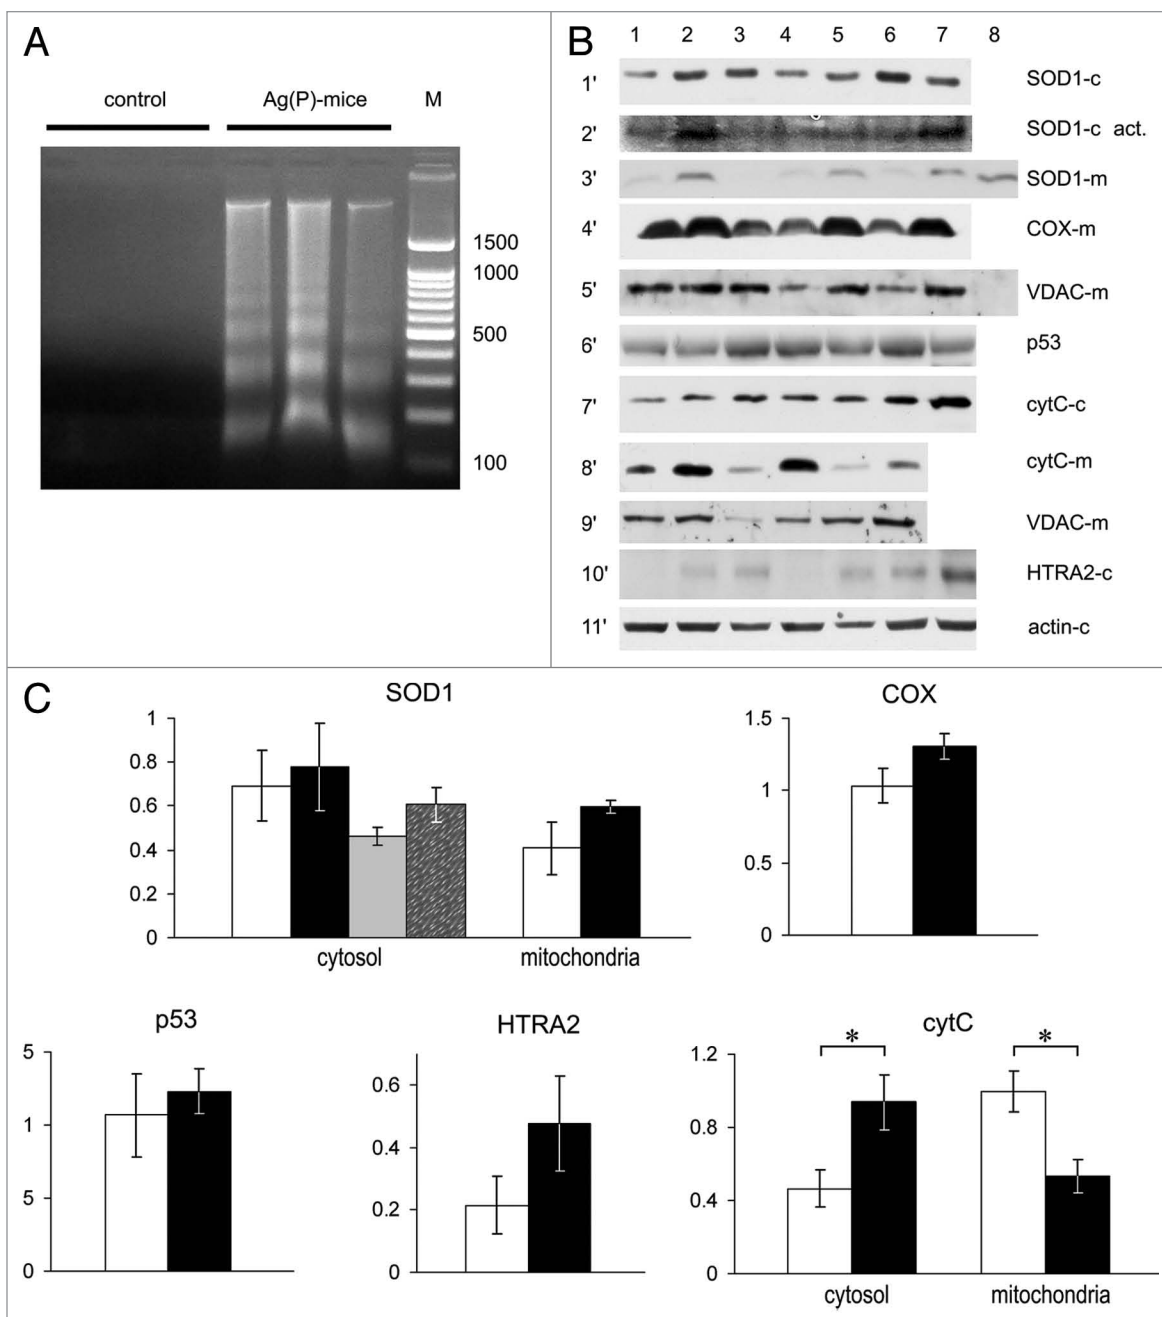 A
control Ag(P)-mice M
1500
1000
500
100
B
1 2 3 4 5 6 7 8
1' SOD1-c
2' SOD1-c act.
3' SOD1-m
4' COX-m
5' VDAC-m
6' p53
7' cytC-c
8' cytC-m
9' VDAC-m
10' HTRA2-c
11' actin-c
C
SOD1
1
0.8
0.6
0.4
0.2
0
cytosol mitochondria
COX
1.5
1
0.5
0
p53
5
1
5
0
HTRA2
0.6
0.4
0.2
0
cytC
* *
1.2
0.8
0.4
0
cytosol mitochondria